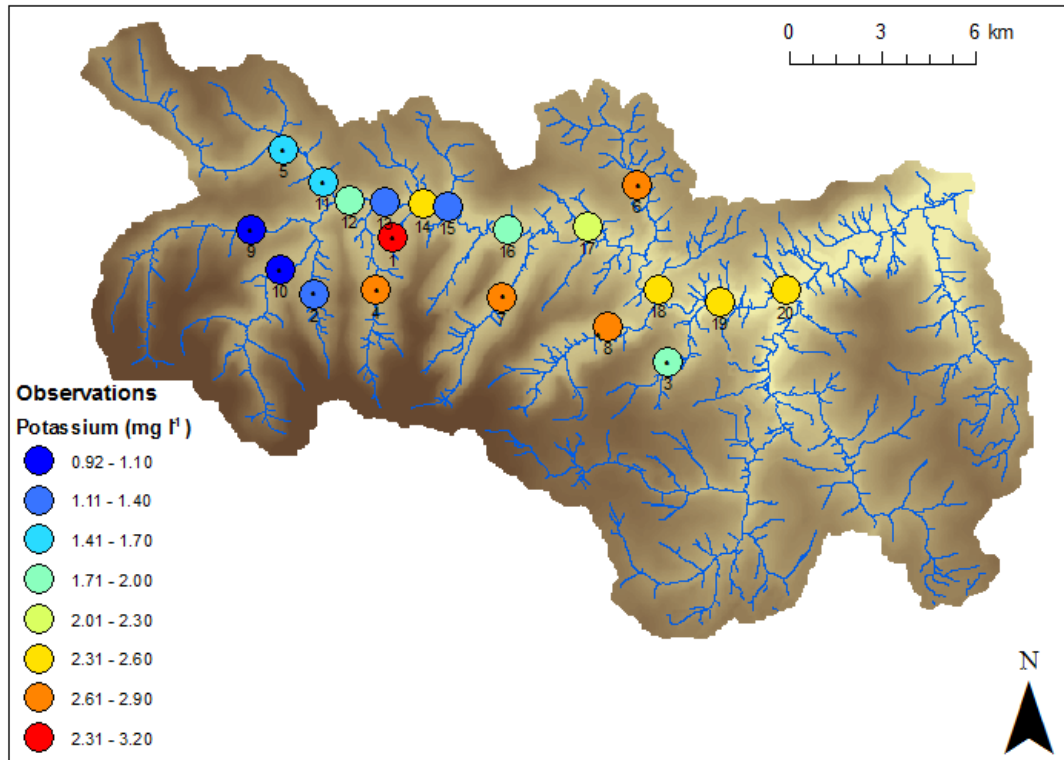 0 3 6 km
5
11
12
13
14
15
6
9
1
16
17
10
2
4
7
18
19
20
8
3
Observations
Potassium (mg l¹)
0.92 - 1.10
1.11 - 1.40
1.41 - 1.70
1.71 - 2.00
2.01 - 2.30
2.31 - 2.60
2.61 - 2.90
2.31 - 3.20
N